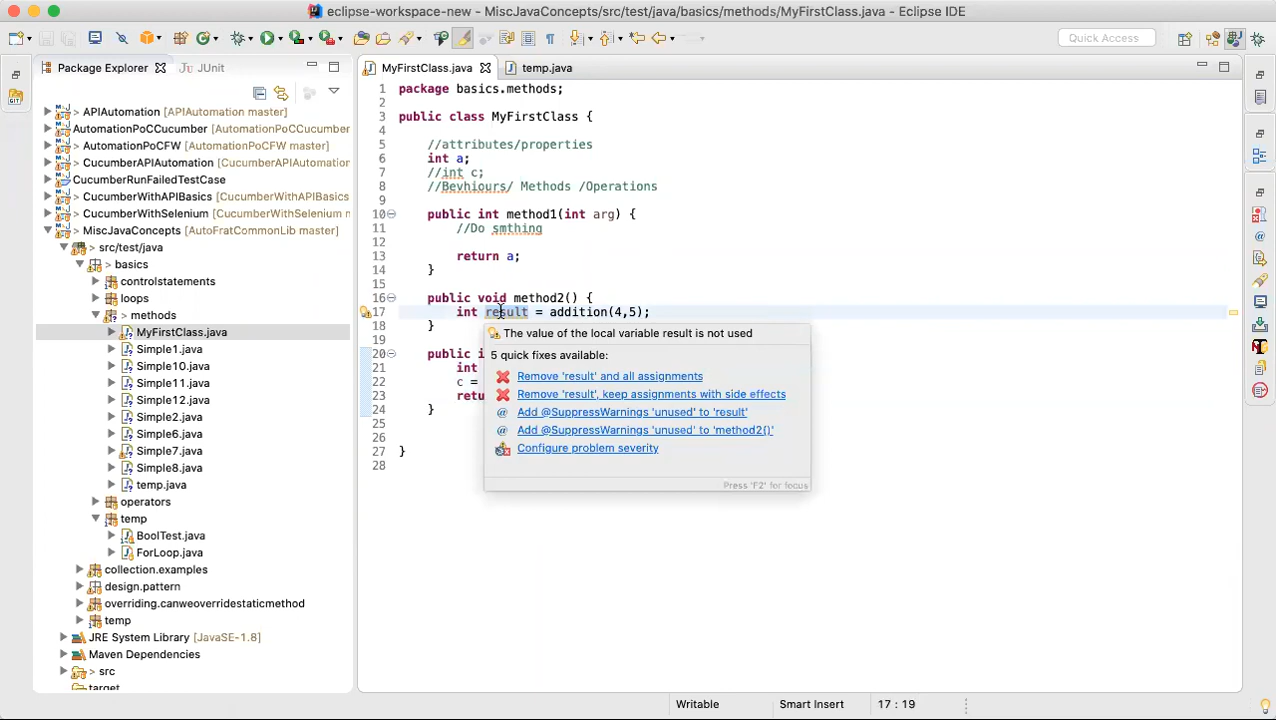 eclipse-workspace-new - MiscJavaConcepts/src/test/java/basics/methods/MyFirstClass.java - Eclipse IDE
Quick Access
Package Explorer
JUnit
GIT
> APIAutomation [APIAutomation master]
AutomationPoCCucumber [AutomationPoCCucumber
> AutomationPoCFW [AutomationPoCFW master]
> CucumberAPIAutomation [CucumberAPIAutomation
CucumberRunFailedTestCase
> CucumberWithAPIBasics [CucumberWithAPIBasics
> CucumberWithSelenium [CucumberWithSelenium m
> MiscJavaConcepts [AutoFratCommonLib master]
> src/test/java
> basics
controlstatements
loops
> methods
MyFirstClass.java
Simple1.java
Simple10.java
Simple11.java
Simple12.java
Simple2.java
Simple6.java
Simple7.java
Simple8.java
temp.java
operators
temp
BoolTest.java
ForLoop.java
collection.examples
design.pattern
overriding.canweoverridestaticmethod
temp
JRE System Library [JavaSE-1.8]
Maven Dependencies
> src
target
MyFirstClass.java
temp.java
1 package basics.methods;
2
3 public class MyFirstClass {
4
5 //attributes/properties
6 int a;
7 //int c;
8 //Bevhiours/ Methods /Operations
9
10 public int method1(int arg) {
11 //Do smthing
12
13 return a;
14 }
15
16 public void method2() {
17 int result = addition(4,5);
18 }
19
20 public i
21 int
22 c =
23 retu
24 }
25
26
27 }
28
The value of the local variable result is not used
5 quick fixes available:
Remove 'result' and all assignments
Remove 'result', keep assignments with side effects
Add @SuppressWarnings 'unused' to 'result'
Add @SuppressWarnings 'unused' to 'method2()'
Configure problem severity
Press 'F2' for focus
Writable
Smart Insert
17 : 19